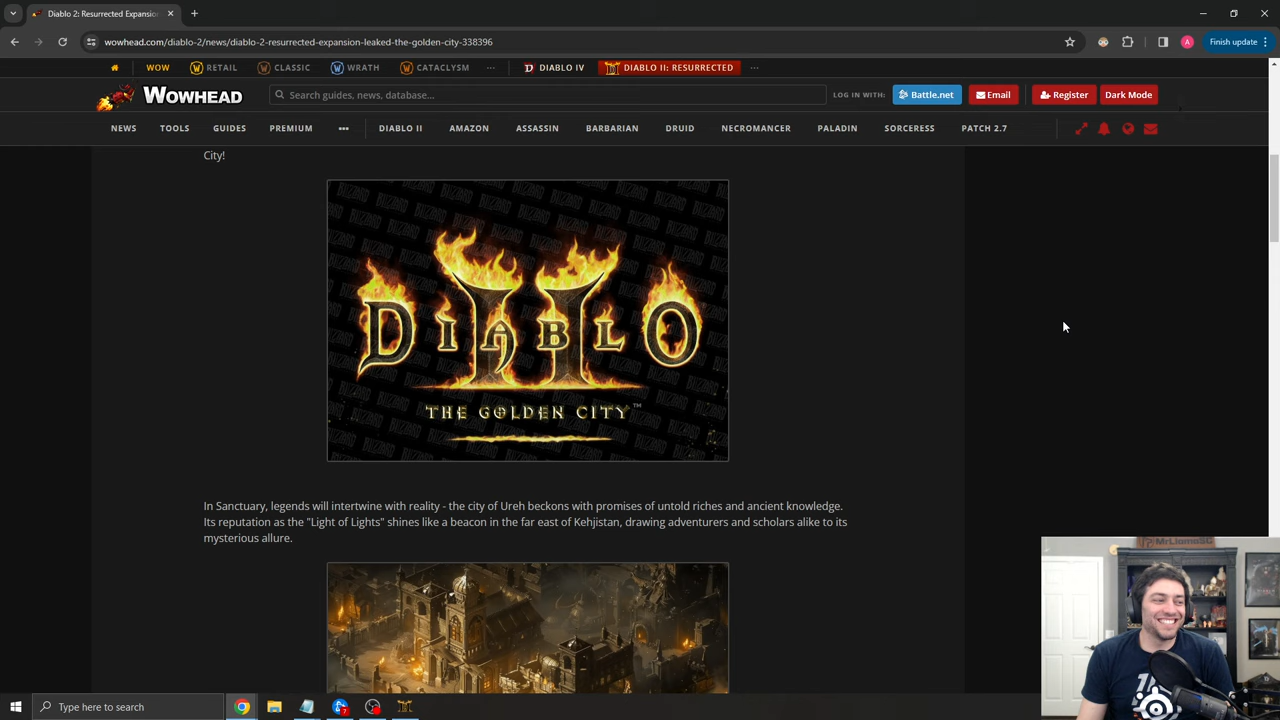 Diablo 2: Resurrected Expansion
wowhead.com/diablo-2/news/diablo-2-resurrected-expansion-leaked-the-golden-city-338396
Finish update
WOW
RETAIL
CLASSIC
WRATH
CATACLYSM
DIABLO IV
DIABLO II: RESURRECTED
WOWHEAD
Search guides, news, database...
LOG IN WITH:
Battle.net
Email
Register
Dark Mode
NEWS
TOOLS
GUIDES
PREMIUM
DIABLO II
AMAZON
ASSASSIN
BARBARIAN
DRUID
NECROMANCER
PALADIN
SORCERESS
PATCH 2.7
City!
DIABLO II
THE GOLDEN CITY™
In Sanctuary, legends will intertwine with reality - the city of Ureh beckons with promises of untold riches and ancient knowledge.
Its reputation as the "Light of Lights" shines like a beacon in the far east of Kehjistan, drawing adventurers and scholars alike to its
mysterious allure.
MrLlamaSC
Type here to search